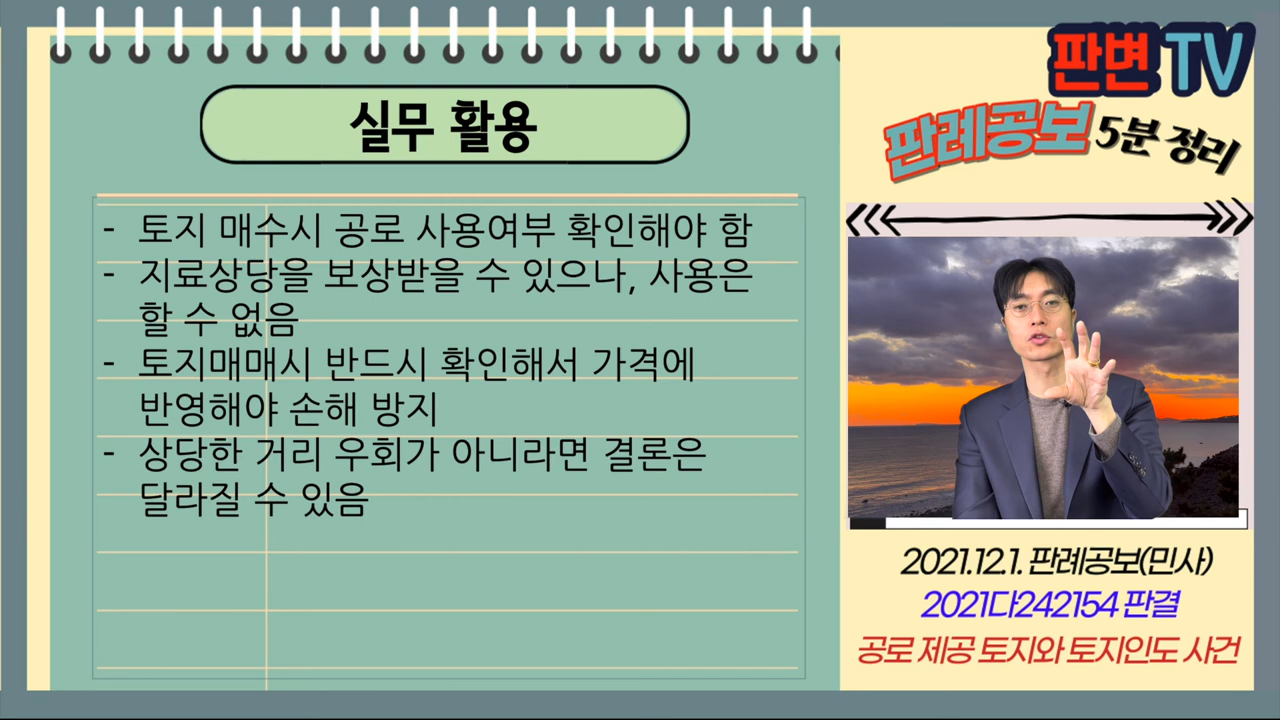 실무 활용
- 토지 매수시 공로 사용여부 확인해야 함
- 지료상당을 보상받을 수 있으나, 사용은
할 수 없음
- 토지매매시 반드시 확인해서 가격에
반영해야 손해 방지
- 상당한 거리 우회가 아니라면 결론은
달라질 수 있음
판변 TV
판례공보 5분 정리
2021.12.1. 판례공보(민사)
2021다242154 판결
공로 제공 토지와 토지인도 사건